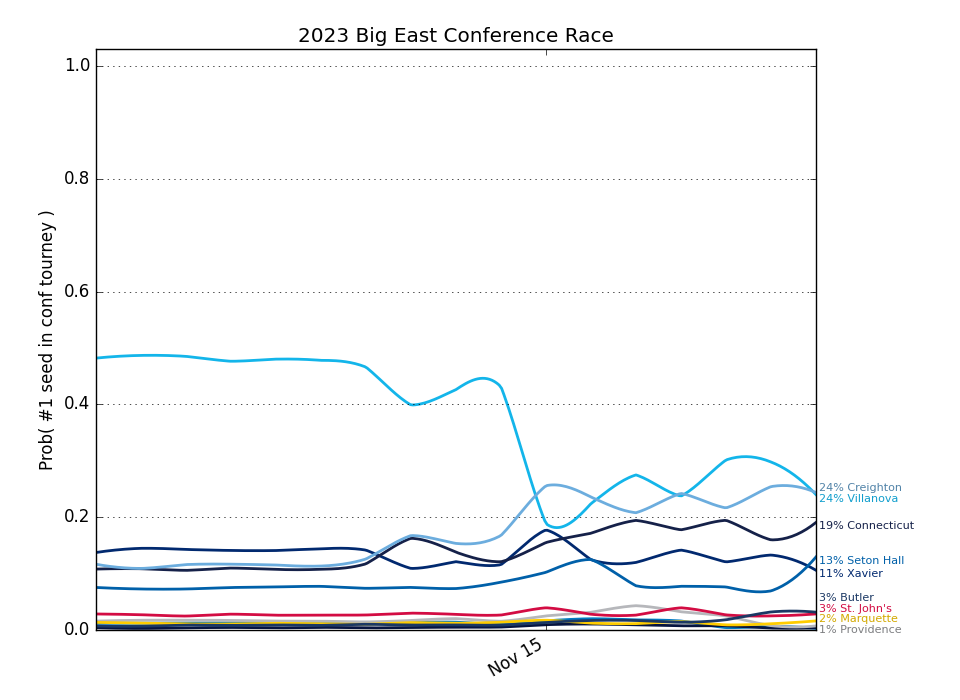 2023 Big East Conference Race
Prob( #1 seed in conf tourney )
1.0
0.8
0.6
0.4
0.2
0.0
Nov 15
24% Creighton
24% Villanova
19% Connecticut
13% Seton Hall
11% Xavier
3% Butler
3% St. John's
2% Marquette
1% Providence